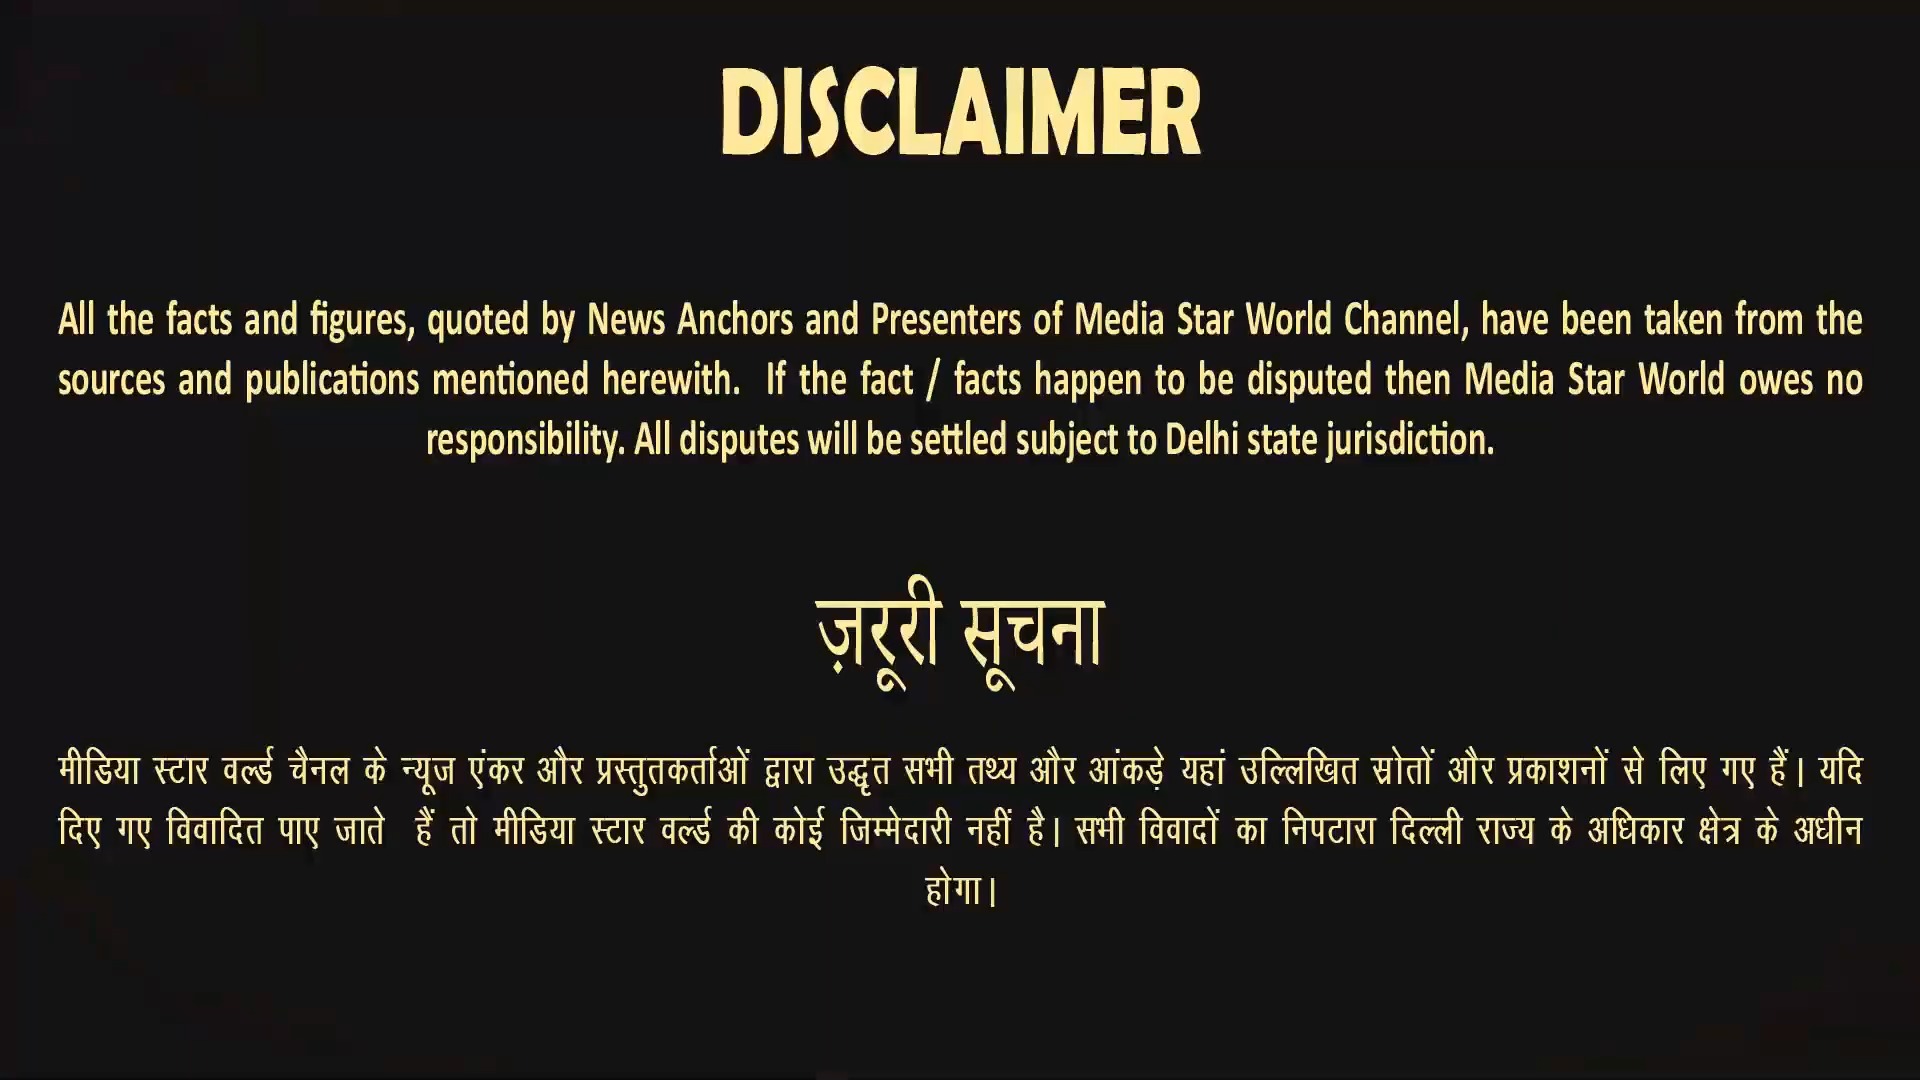 DISCLAIMER
All the facts and figures, quoted by News Anchors and Presenters of Media Star World Channel, have been taken from the
sources and publications mentioned herewith. If the fact / facts happen to be disputed then Media Star World owes no
responsibility. All disputes will be settled subject to Delhi state jurisdiction.
ज़रूरी सूचना
मीडिया स्टार वर्ल्ड चैनल के न्यूज एंकर और प्रस्तुतकर्ताओं द्वारा उद्धृत सभी तथ्य और आंकड़े यहां उल्लिखित स्रोतों और प्रकाशनों से लिए गए हैं। यदि
दिए गए विवादित पाए जाते हैं तो मीडिया स्टार वर्ल्ड की कोई जिम्मेदारी नहीं है। सभी विवादों का निपटारा दिल्ली राज्य के अधिकार क्षेत्र के अधीन
होगा।